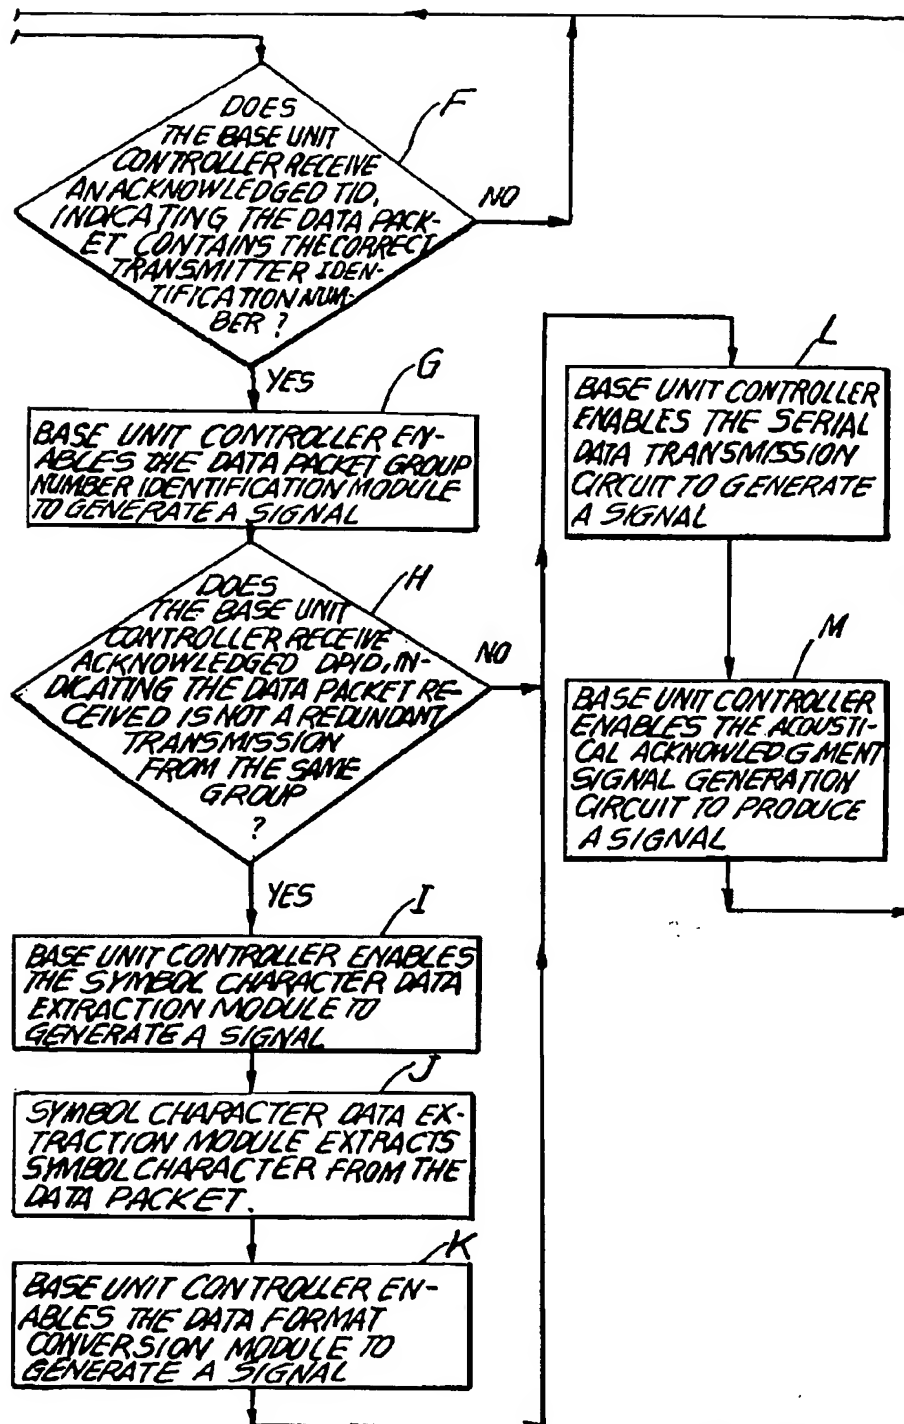 DOES
THE BASE UNIT
CONTROLLER RECEIVE
AN ACKNOWLEDGED TID,
INDICATING THE DATA PACK-
ET CONTAINS THE CORRECT
TRANSMITTER IDEN-
TIFICATION NUM-
BER ?
F
NO
YES
G
BASE UNIT CONTROLLER EN-
ABLES THE DATA PACKET GROUP
NUMBER IDENTIFICATION MODULE
TO GENERATE A SIGNAL
DOES
THE BASE UNIT
CONTROLLER RECEIVE
ACKNOWLEDGED DPID, IN-
DICATING THE DATA PACKET RE-
CEIVED IS NOT A REDUNDANT
TRANSMISSION
FROM THE SAME
GROUP
?
H
NO
YES
I
BASE UNIT CONTROLLER ENABLES
THE SYMBOL CHARACTER DATA
EXTRACTION MODULE TO
GENERATE A SIGNAL
J
SYMBOL CHARACTER DATA EX-
TRACTION MODULE EXTRACTS
SYMBOL CHARACTER FROM THE
DATA PACKET.
K
BASE UNIT CONTROLLER EN-
ABLES THE DATA FORMAT
CONVERSION MODULE TO
GENERATE A SIGNAL
L
BASE UNIT CONTROLLER
ENABLES THE SERIAL
DATA TRANSMISSION
CIRCUIT TO GENERATE
A SIGNAL
M
BASE UNIT CONTROLLER
ENABLES THE ACOUSTI-
CAL ACKNOWLEDGMENT
SIGNAL GENERATION
CIRCUIT TO PRODUCE
A SIGNAL